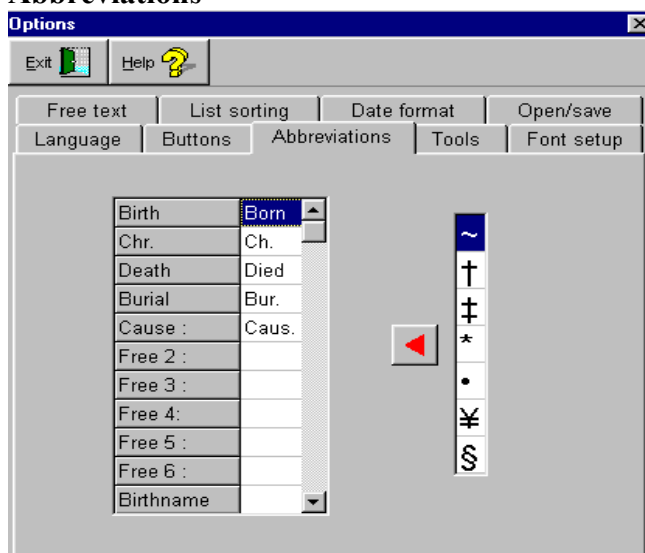 Abbreviations
Options
Exit Help
Free text List sorting Date format Open/save
Language Buttons Abbreviations Tools Font setup
Birth Born
Chr. Ch.
Death Died
Burial Bur.
Cause : Caus.
Free 2 :
Free 3 :
Free 4:
Free 5 :
Free 6 :
Birthname
~
†
‡
*
•
¥
§